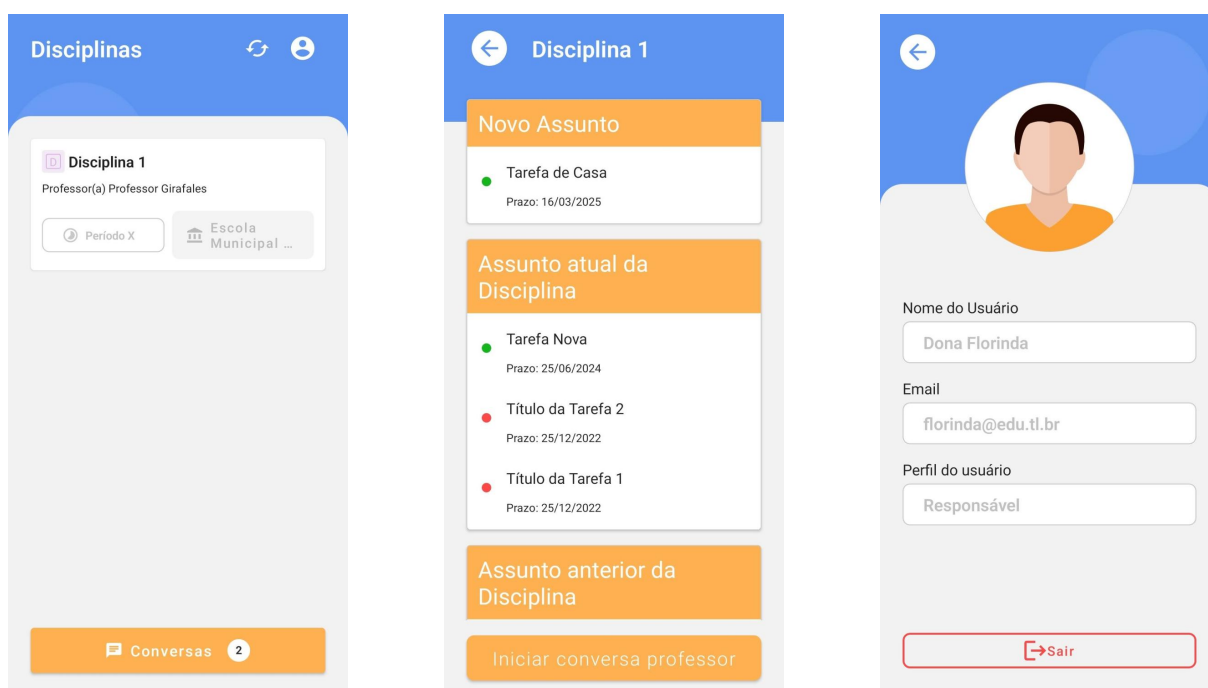 Disciplinas
D Disciplina 1
Professor(a) Professor Girafales
Período X
Escola
Municipal ...
Conversas 2
Disciplina 1
Novo Assunto
Tarefa de Casa
Prazo: 16/03/2025
Assunto atual da
Disciplina
Tarefa Nova
Prazo: 25/06/2024
Título da Tarefa 2
Prazo: 25/12/2022
Título da Tarefa 1
Prazo: 25/12/2022
Assunto anterior da
Disciplina
Iniciar conversa professor
Nome do Usuário
Dona Florinda
Email
florinda@edu.tl.br
Perfil do usuário
Responsável
Sair